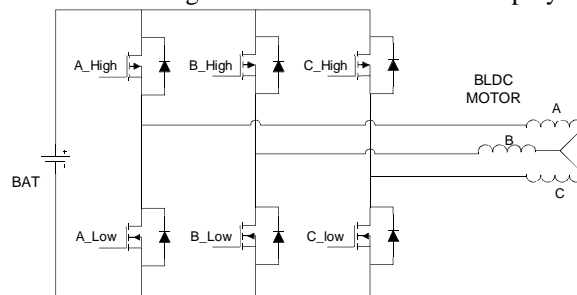 A_High
B_High
C_High
BLDC
MOTOR
A
B
C
BAT
+
-
A_Low
B_Low
C_low